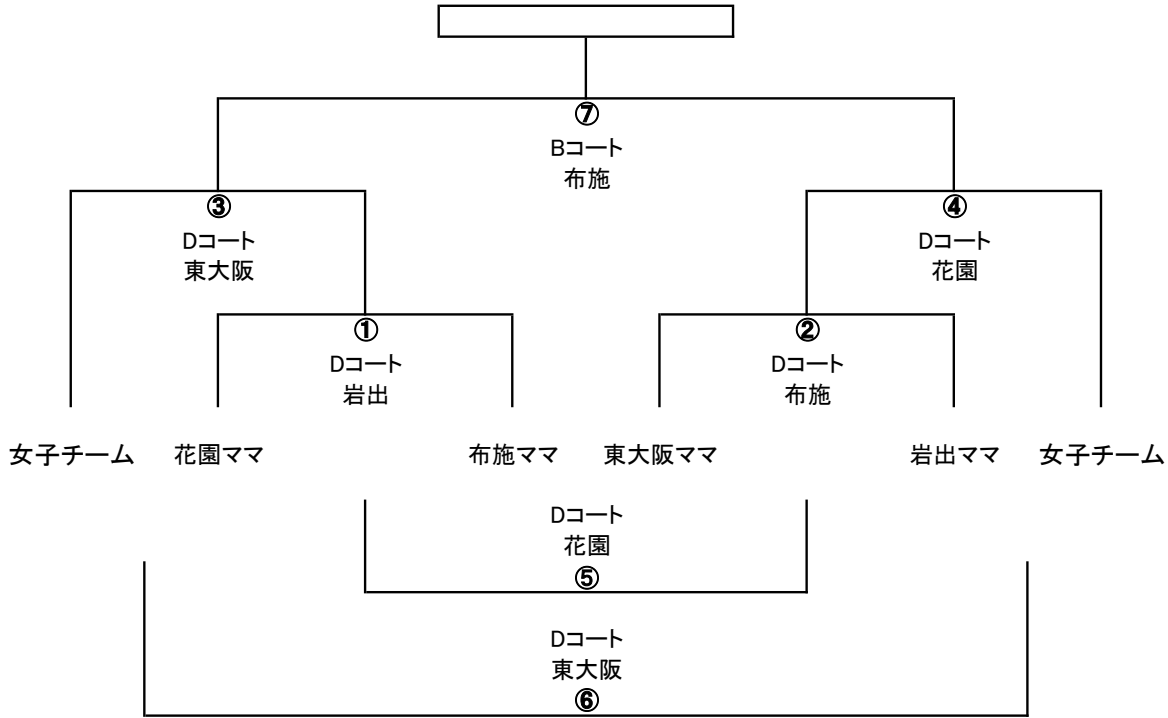 ⑦
Bコート
布施
③
Dコート
東大阪
④
Dコート
花園
①
Dコート
岩出
②
Dコート
布施
女子チーム 花園ママ 布施ママ 東大阪ママ 岩出ママ 女子チーム
Dコート
花園
⑤
Dコート
東大阪
⑥